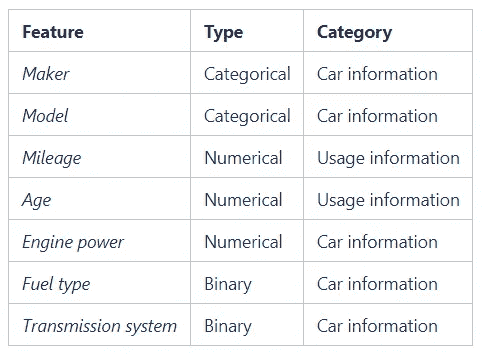 Feature Type Category
Maker Categorical Car information
Model Categorical Car information
Mileage Numerical Usage information
Age Numerical Usage information
Engine power Numerical Car information
Fuel type Binary Car information
Transmission system Binary Car information